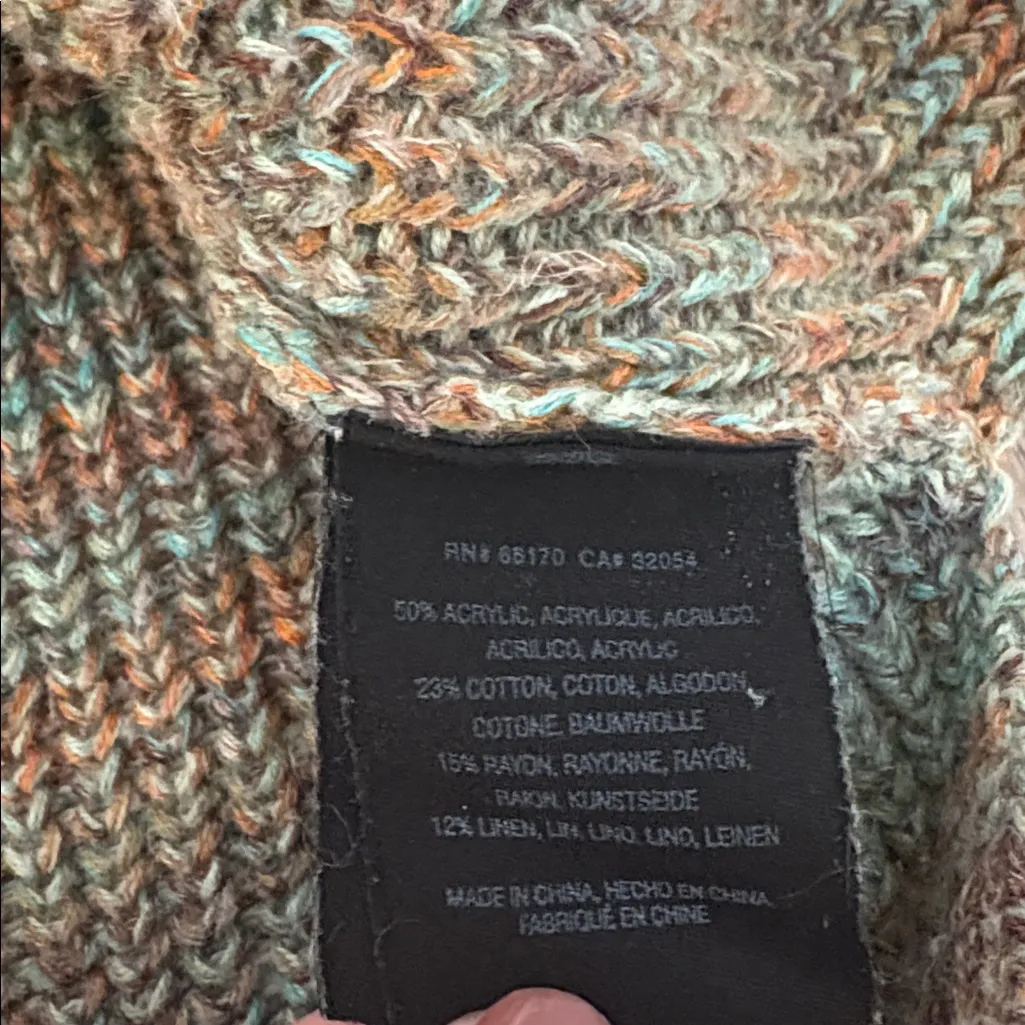 RN# 66170 CA# 32054
50% ACRYLIC, ACRYLIQUE, ACRILICO,
ACRILICO, ACRYLIC
23% COTTON, COTON, ALGODON,
COTONE, BAUMWOLLE
15% RAYON, RAYONNE, RAYÓN,
RAION, KUNSTSEIDE
12% LINEN, LIN, LINO, LINO, LEINEN
MADE IN CHINA, HECHO EN CHINA,
FABRIQUÉ EN CHINE